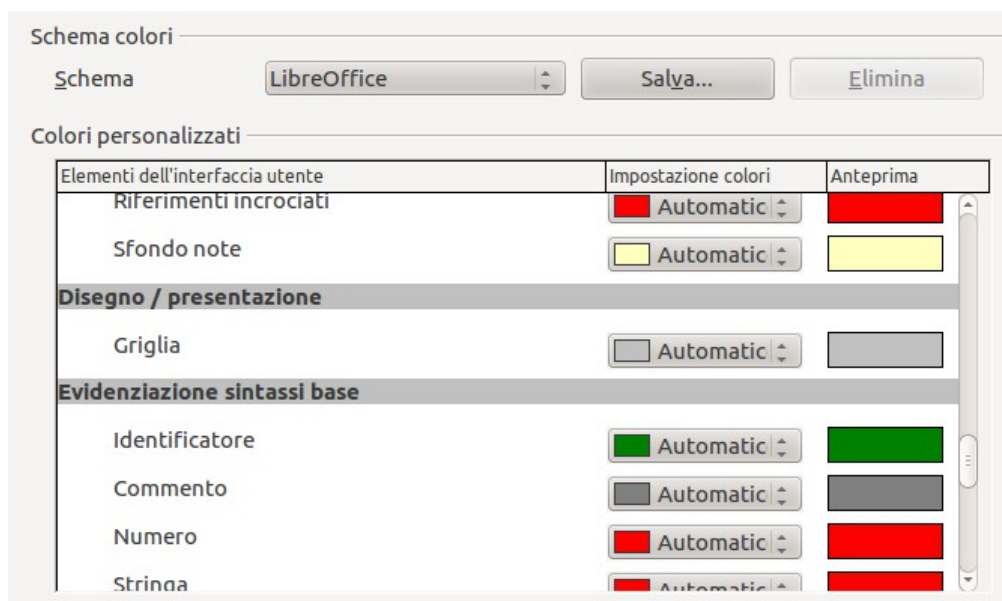 Schema colori
Schema LibreOffice Salva... Elimina
Colori personalizzati
Elementi dell'interfaccia utente Impostazione colori Anteprima
Riferimenti incrociati Automatic
Sfondo note Automatic
Disegno / presentazione
Griglia Automatic
Evidenziazione sintassi base
Identificatore Automatic
Commento Automatic
Numero Automatic
Stringa Automatic